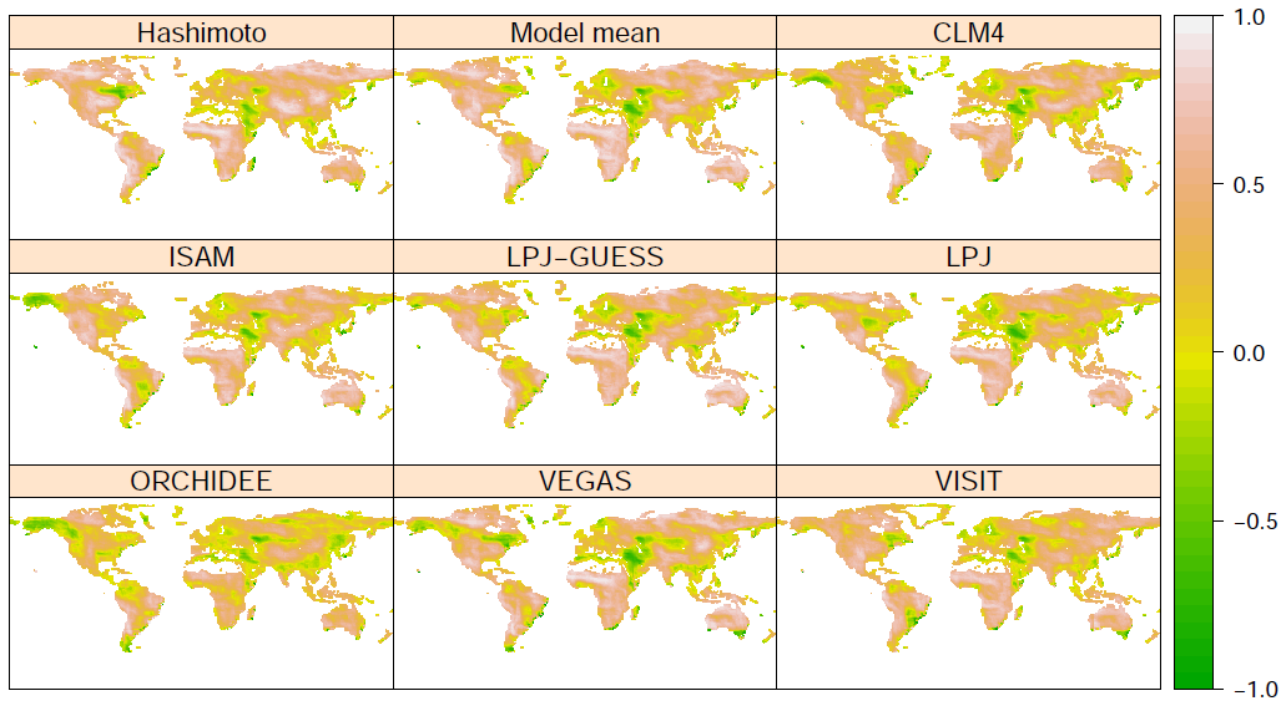 Hashimoto
Model mean
CLM4
ISAM
LPJ−GUESS
LPJ
ORCHIDEE
VEGAS
VISIT
1.0
0.5
0.0
−0.5
−1.0